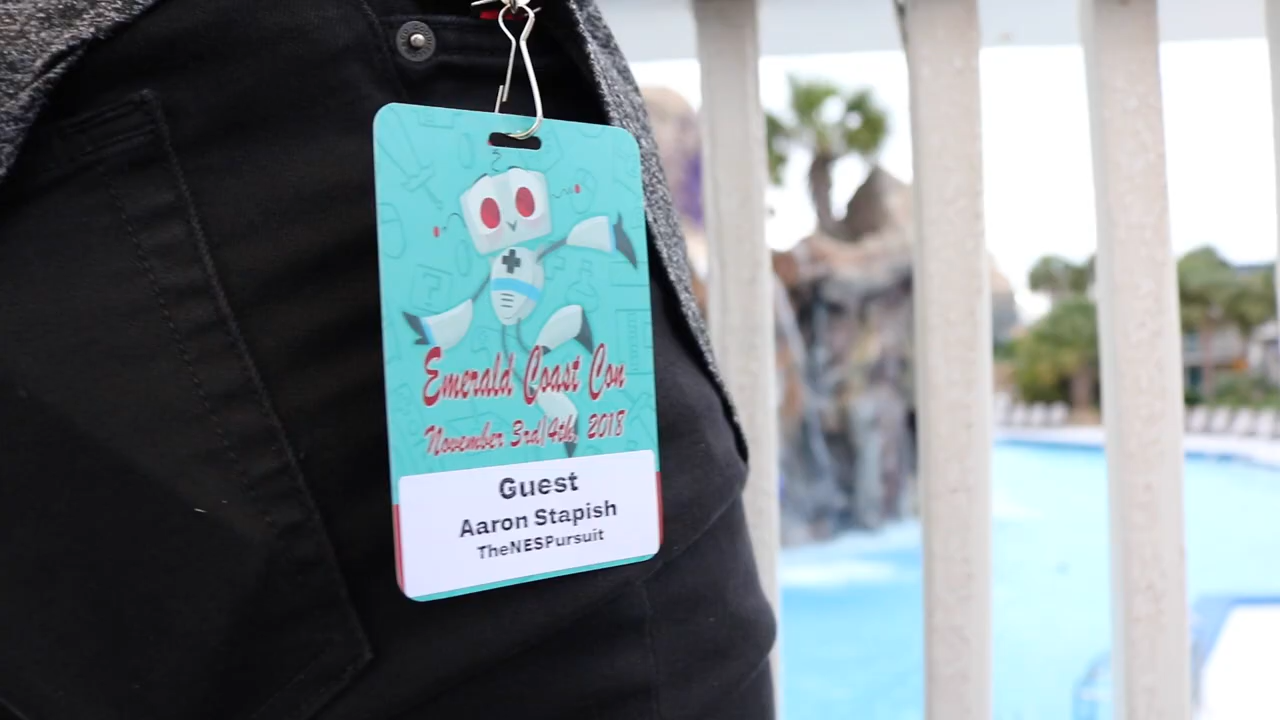 Emerald Coast Con
November 3rd/4th, 2018
Guest
Aaron Stapish
TheNESPursuit